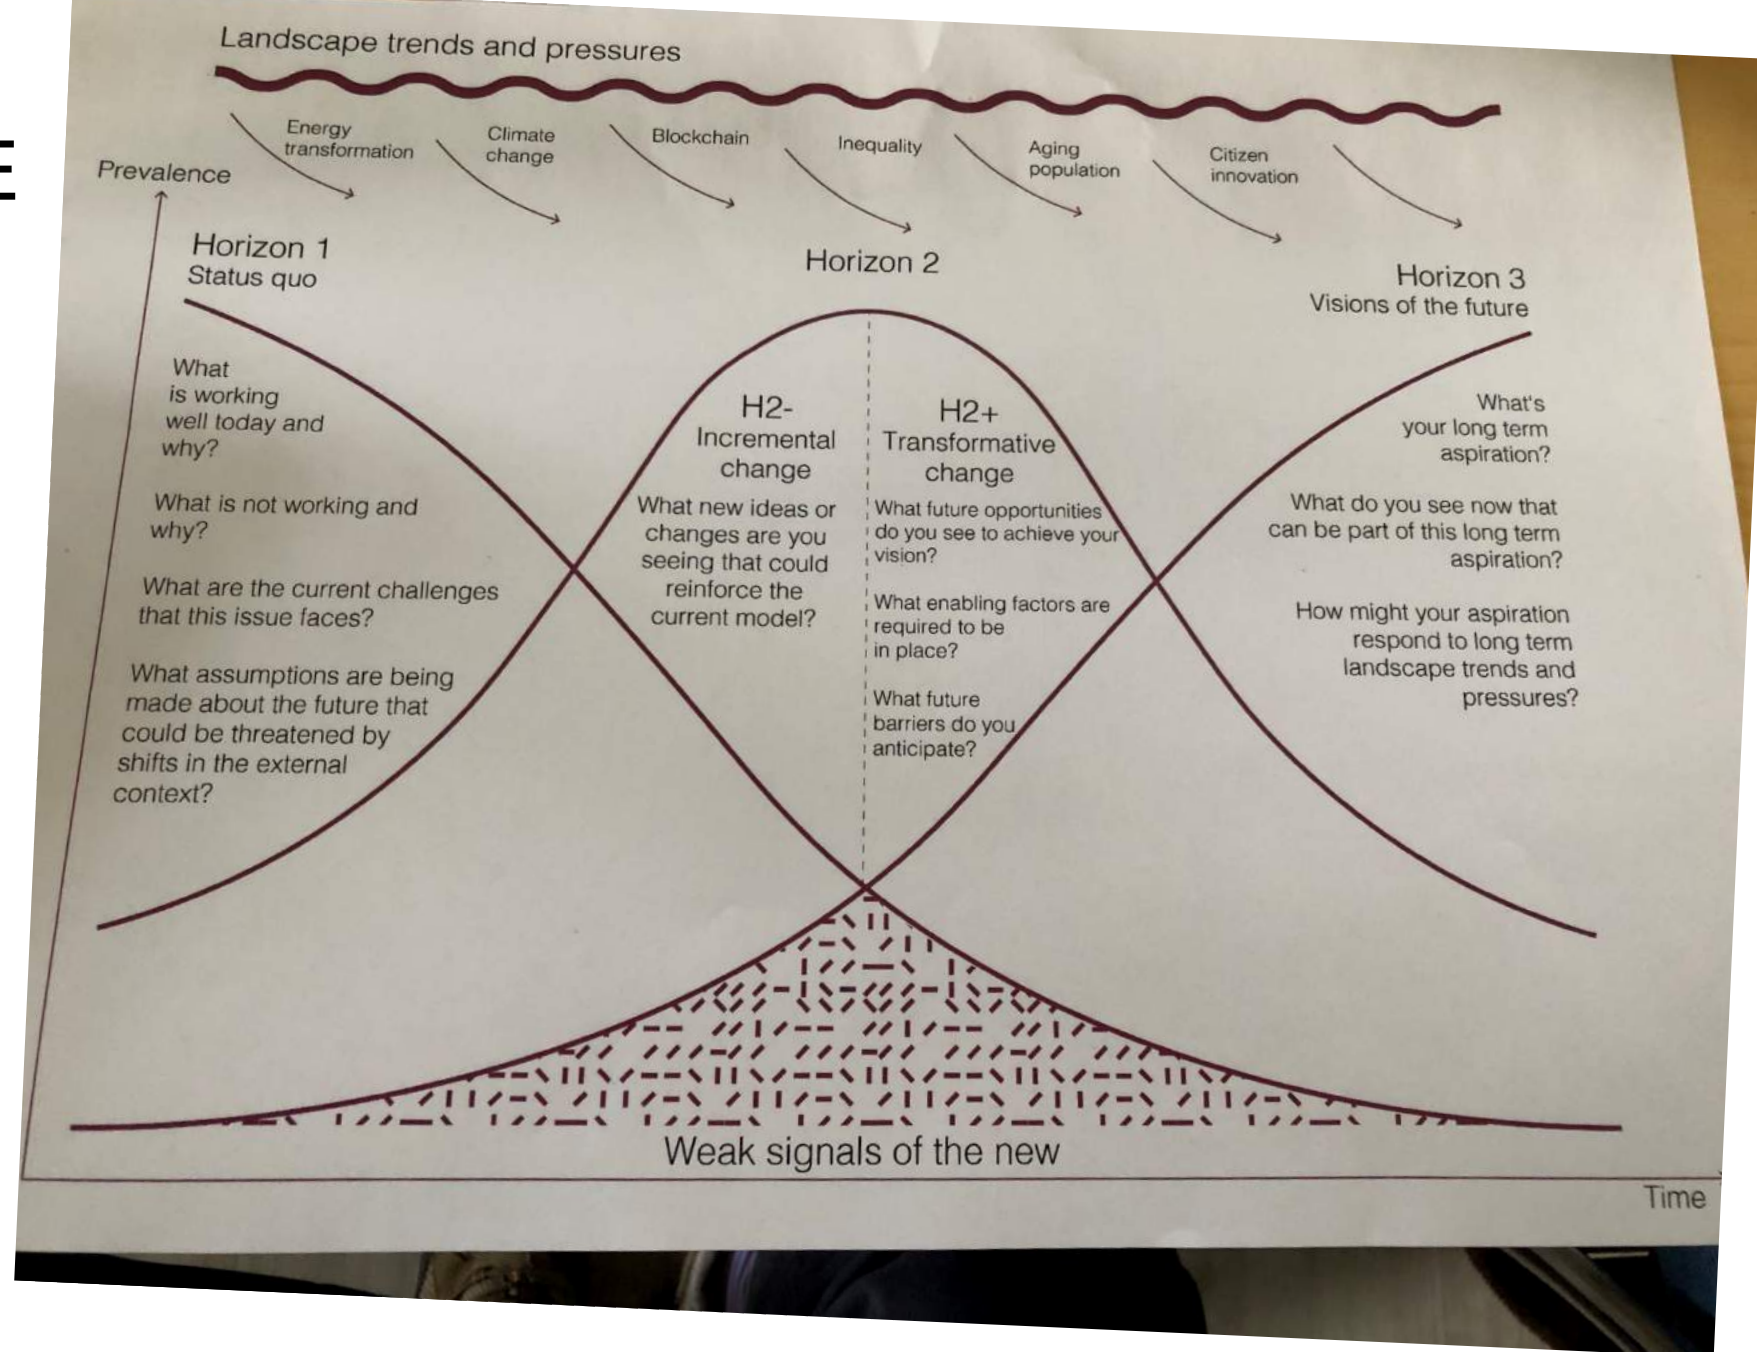 Landscape trends and pressures
Energy
transformation
Climate
change
Blockchain
Inequality
Aging
population
Citizen
innovation
Prevalence
Horizon 1
Status quo
What
is working
well today and
why?
What is not working and
why?
What are the current challenges
that this issue faces?
What assumptions are being
made about the future that
could be threatened by
shifts in the external
context?
Horizon 2
H2-
Incremental
change
What new ideas or
changes are you
seeing that could
reinforce the
current model?
H2+
Transformative
change
What future opportunities
do you see to achieve your
vision?
What enabling factors are
required to be
in place?
What future
barriers do you
anticipate?
Horizon 3
Visions of the future
What's
your long term
aspiration?
What do you see now that
can be part of this long term
aspiration?
How might your aspiration
respond to long term
landscape trends and
pressures?
Weak signals of the new
Time